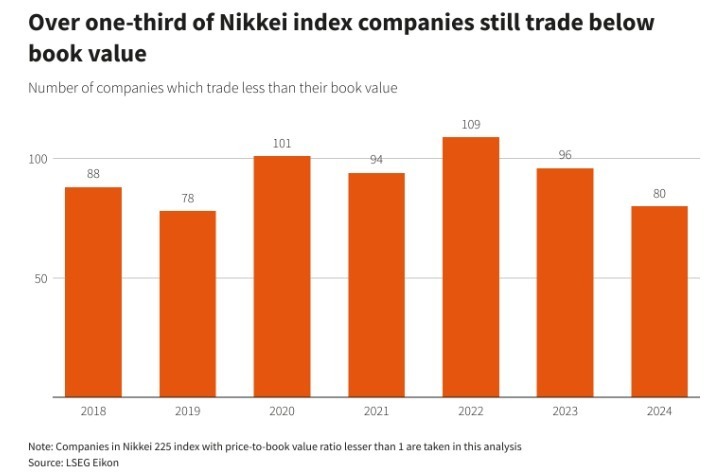 Over one-third of Nikkei index companies still trade below
book value
Number of companies which trade less than their book value
109
101
100
96
94
88
80
78
50
2018 2019 2020 2021 2022 2023 2024
Note: Companies in Nikkei 225 index with price-to-book value ratio lesser than 1 are taken in this analysis
Source: LSEG Eikon